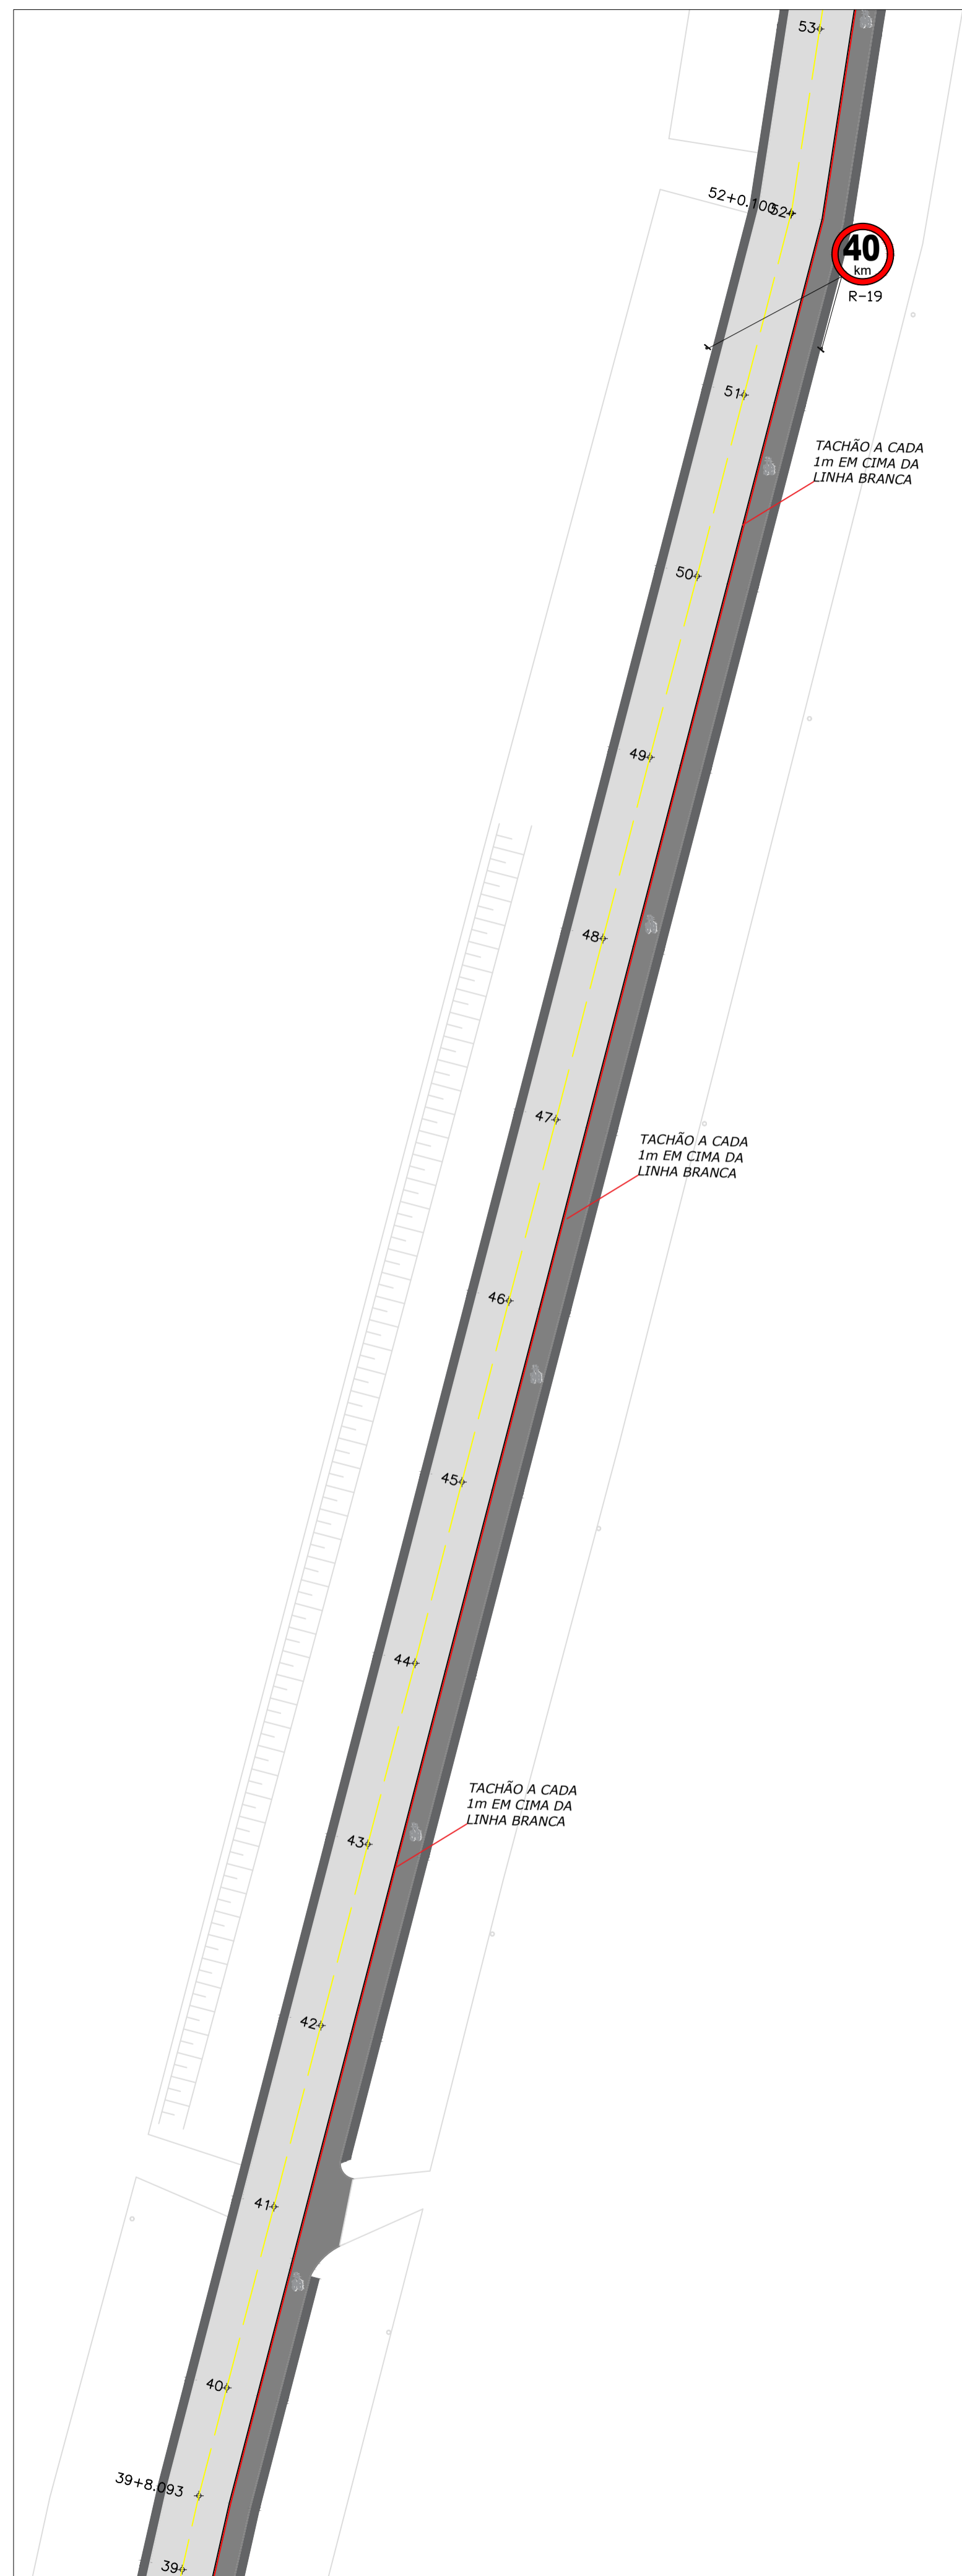 53
52+0.100
52
40
km
R-19
51
TACHÃO A CADA
1m EM CIMA DA
LINHA BRANCA
50
49
48
47
TACHÃO A CADA
1m EM CIMA DA
LINHA BRANCA
46
45
44
TACHÃO A CADA
1m EM CIMA DA
LINHA BRANCA
43
42
41
40
39+8.093
39